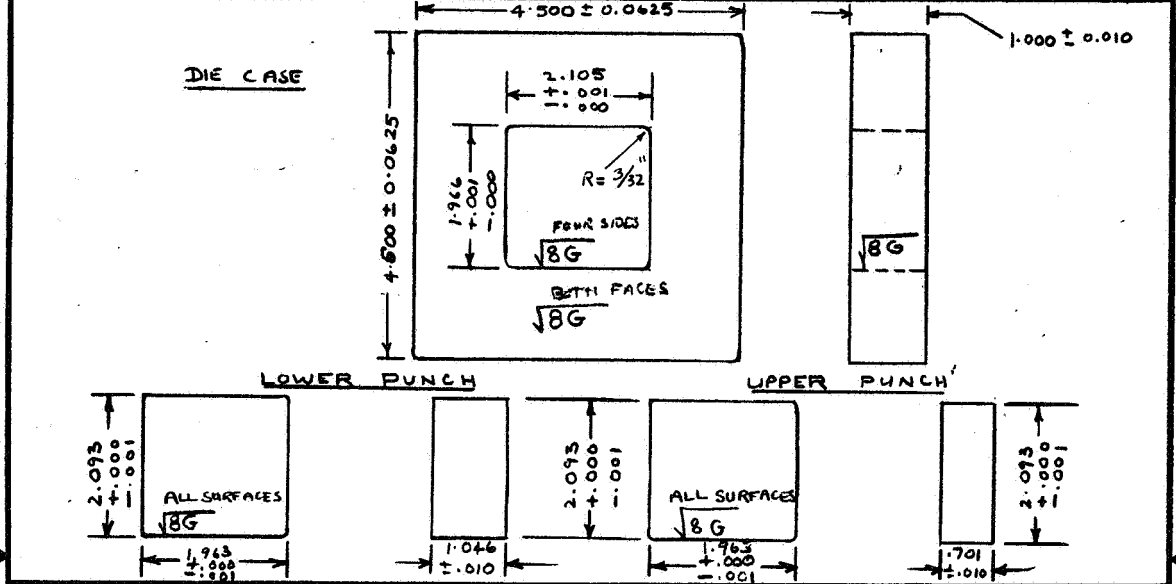 4.500 ± 0.0625
1.000 ± 0.010
DIE CASE
2.105
+.001
-.000
4.500 ± 0.0625
1.966
+.001
-.000
R= 3/32"
FOUR SIDES
8G
8G
BOTH FACES
8G
LOWER PUNCH
UPPER PUNCH
2.093
+.000
-.001
ALL SURFACES
8G
1.963
+.000
-.001
1.046
±.010
2.093
+.000
-.001
ALL SURFACES
8G
1.963
+.000
-.001
.701
±.010
2.093
+.000
-.001